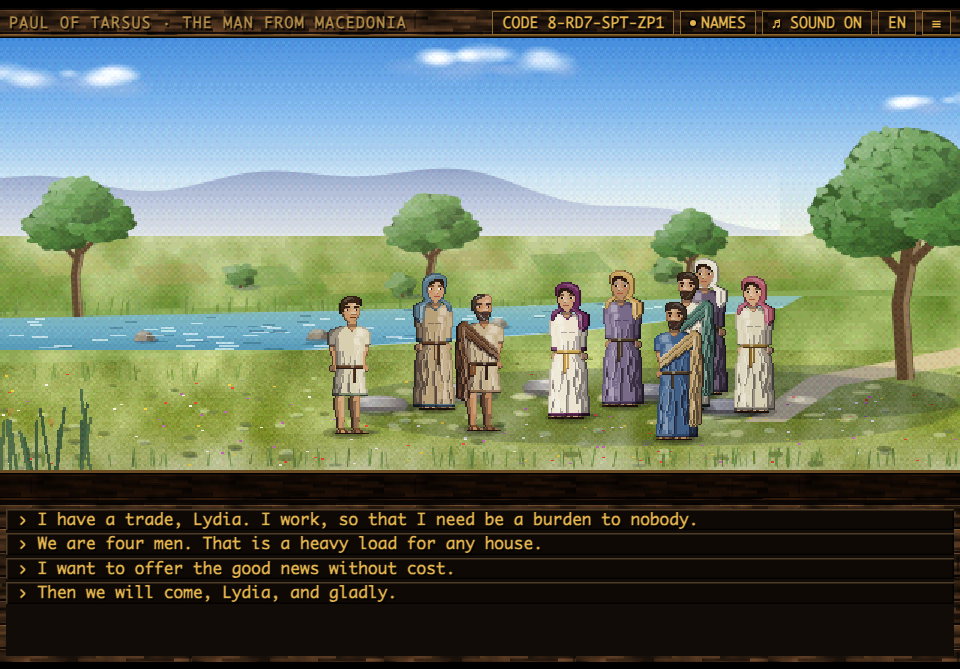 PAUL OF TARSUS · THE MAN FROM MACEDONIA
CODE 8-RD7-SPT-ZP1
• NAMES
♬ SOUND ON
EN
≡
› I have a trade, Lydia. I work, so that I need be a burden to nobody.
› We are four men. That is a heavy load for any house.
› I want to offer the good news without cost.
› Then we will come, Lydia, and gladly.